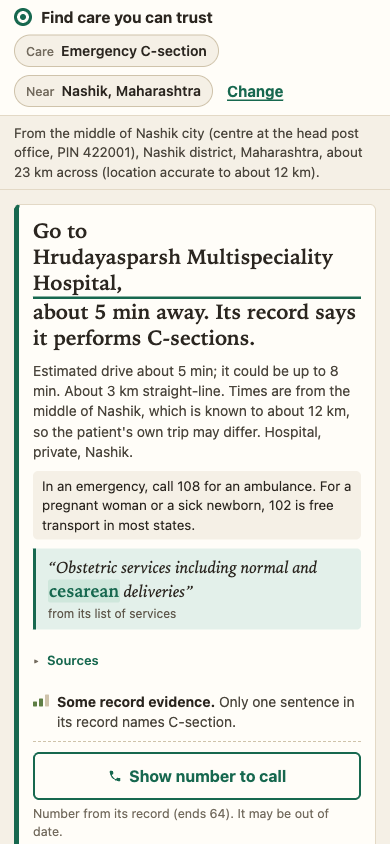 Find care you can trust
Care Emergency C-section
Near Nashik, Maharashtra Change
From the middle of Nashik city (centre at the head post
office, PIN 422001), Nashik district, Maharashtra, about
23 km across (location accurate to about 12 km).
Go to
Hrudayasparsh Multispeciality
Hospital,
about 5 min away. Its record says
it performs C-sections.
Estimated drive about 5 min; it could be up to 8
min. About 3 km straight-line. Times are from the
middle of Nashik, which is known to about 12 km,
so the patient's own trip may differ. Hospital,
private, Nashik.
In an emergency, call 108 for an ambulance. For a
pregnant woman or a sick newborn, 102 is free
transport in most states.
“Obstetric services including normal and
cesarean deliveries”
from its list of services
Sources
Some record evidence. Only one sentence in
its record names C-section.
Show number to call
Number from its record (ends 64). It may be out of
date.